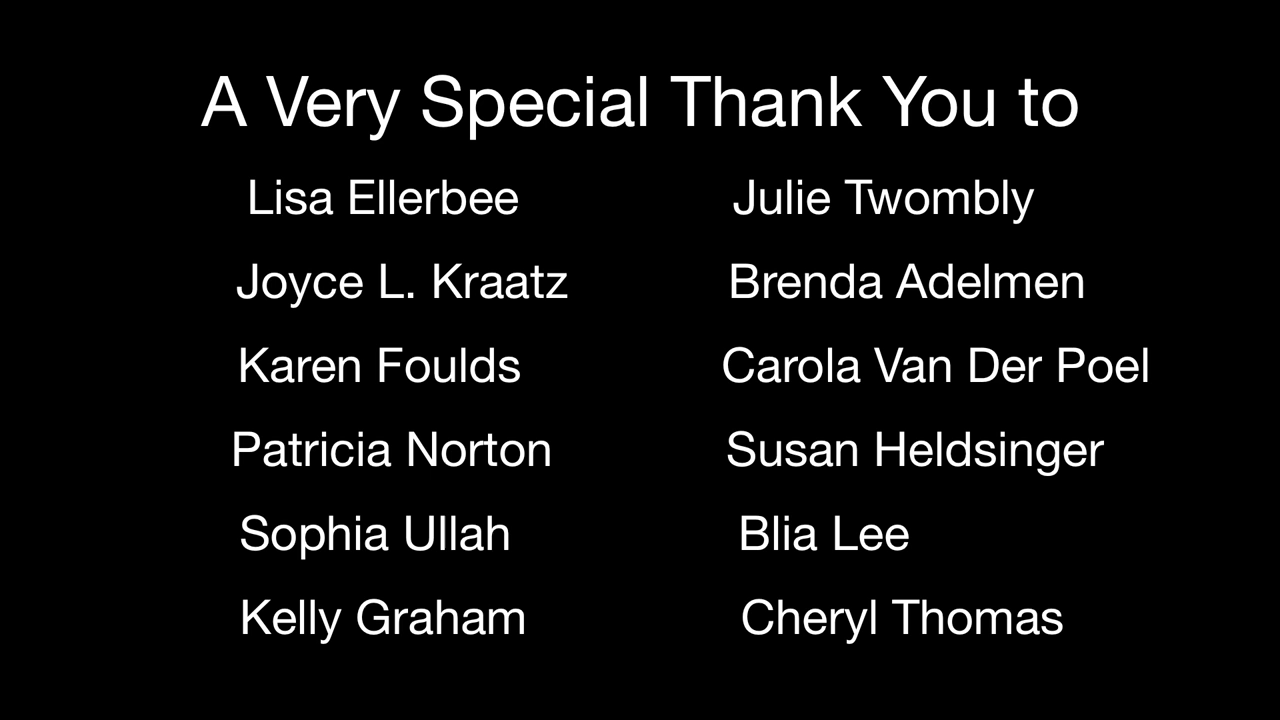 A Very Special Thank You to
Lisa Ellerbee Julie Twombly
Joyce L. Kraatz Brenda Adelmen
Karen Foulds Carola Van Der Poel
Patricia Norton Susan Heldsinger
Sophia Ullah Blia Lee
Kelly Graham Cheryl Thomas